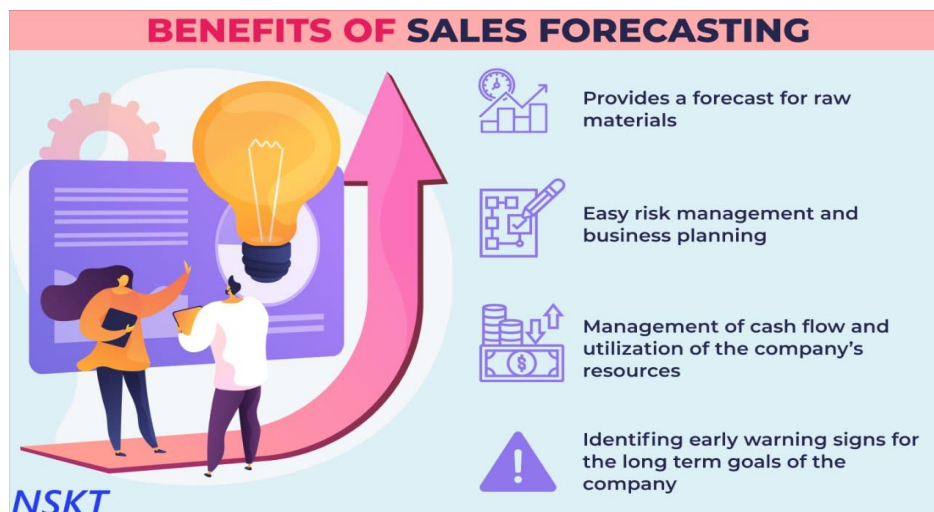 BENEFITS OF SALES FORECASTING
Provides a forecast for raw
materials
Easy risk management and
business planning
Management of cash flow and
utilization of the company’s
resources
Identifing early warning signs for
the long term goals of the
company
NSKT